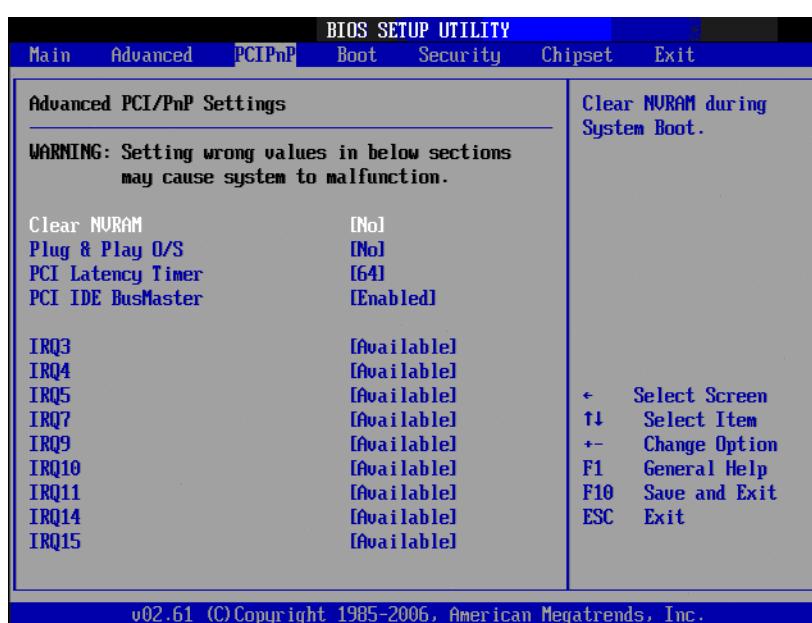 BIOS SETUP UTILITY
Main Advanced PCIPnP Boot Security Chipset Exit
Advanced PCI/PnP Settings
WARNING: Setting wrong values in below sections
may cause system to malfunction.
Clear NVRAM [No]
Plug & Play O/S [No]
PCI Latency Timer [64]
PCI IDE BusMaster [Enabled]
IRQ3 [Available]
IRQ4 [Available]
IRQ5 [Available]
IRQ7 [Available]
IRQ9 [Available]
IRQ10 [Available]
IRQ11 [Available]
IRQ14 [Available]
IRQ15 [Available]
Clear NVRAM during
System Boot.
← Select Screen
↑↓ Select Item
+- Change Option
F1 General Help
F10 Save and Exit
ESC Exit
v02.61 (C)Copyright 1985-2006, American Megatrends, Inc.